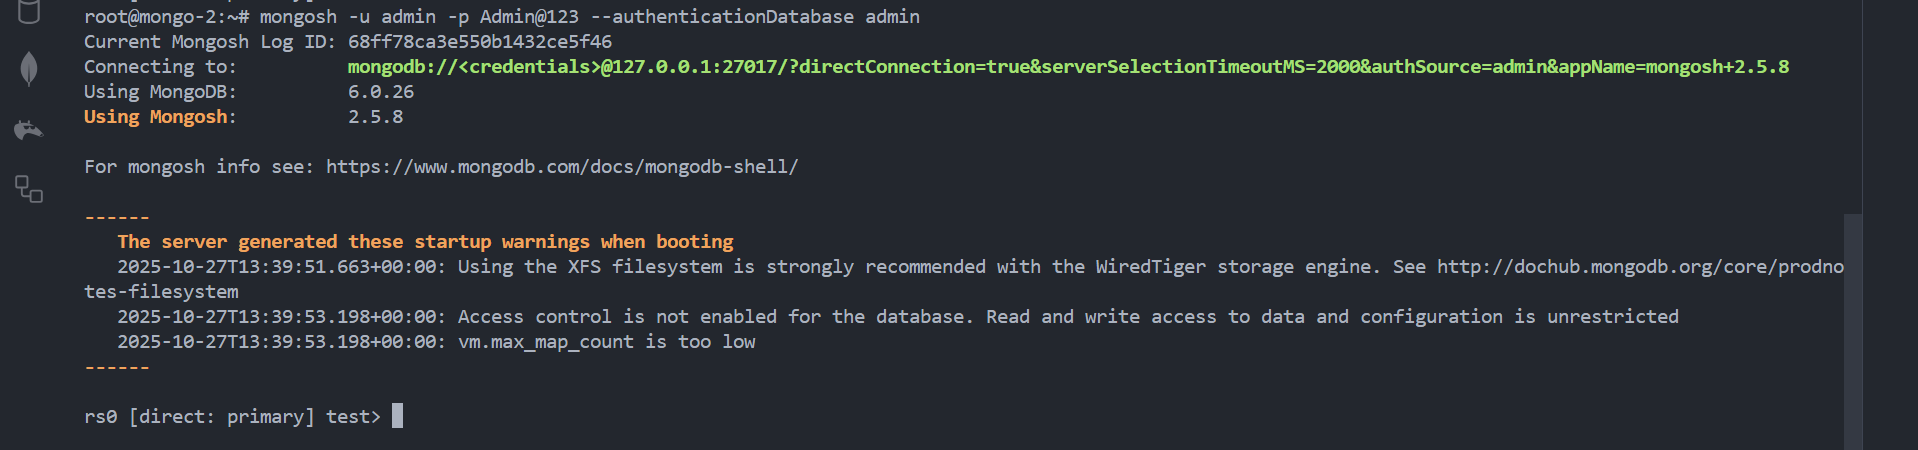 root@mongo-2:~# mongosh -u admin -p Admin@123 --authenticationDatabase admin
Current Mongosh Log ID: 68ff78ca3e550b1432ce5f46
Connecting to:          mongodb://<credentials>@127.0.0.1:27017/?directConnection=true&serverSelectionTimeoutMS=2000&authSource=admin&appName=mongosh+2.5.8
Using MongoDB:          6.0.26
Using Mongosh:          2.5.8
For mongosh info see: https://www.mongodb.com/docs/mongodb-shell/
------
The server generated these startup warnings when booting
2025-10-27T13:39:51.663+00:00: Using the XFS filesystem is strongly recommended with the WiredTiger storage engine. See http://dochub.mongodb.org/core/prodno
tes-filesystem
2025-10-27T13:39:53.198+00:00: Access control is not enabled for the database. Read and write access to data and configuration is unrestricted
2025-10-27T13:39:53.198+00:00: vm.max_map_count is too low
------
rs0 [direct: primary] test>